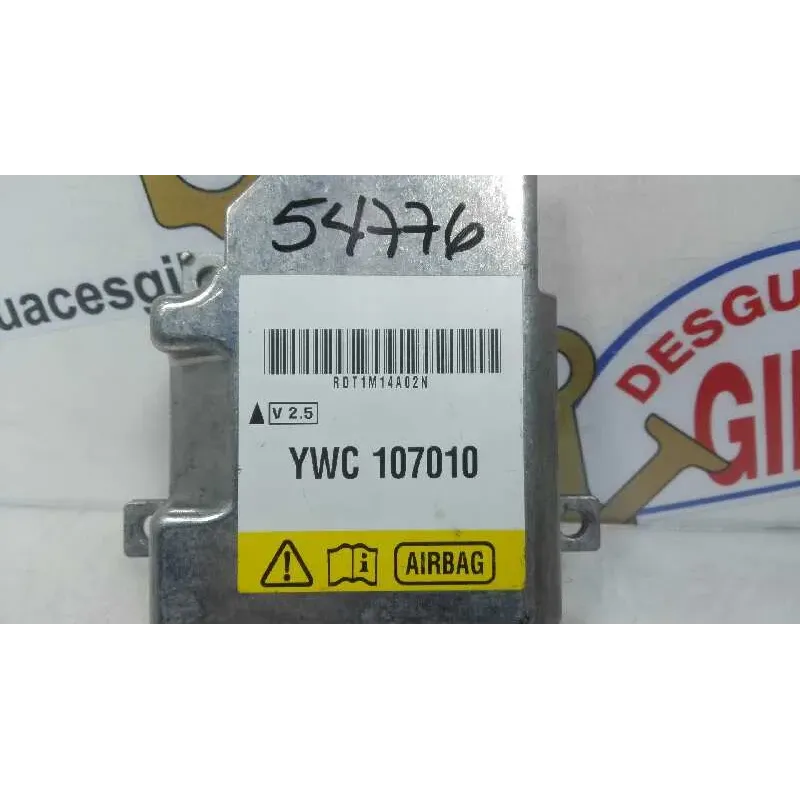 54776
uacesgi
DESGU
GI
RDT1M14A02N
V 2.5
YWC 107010
i
AIRBAG